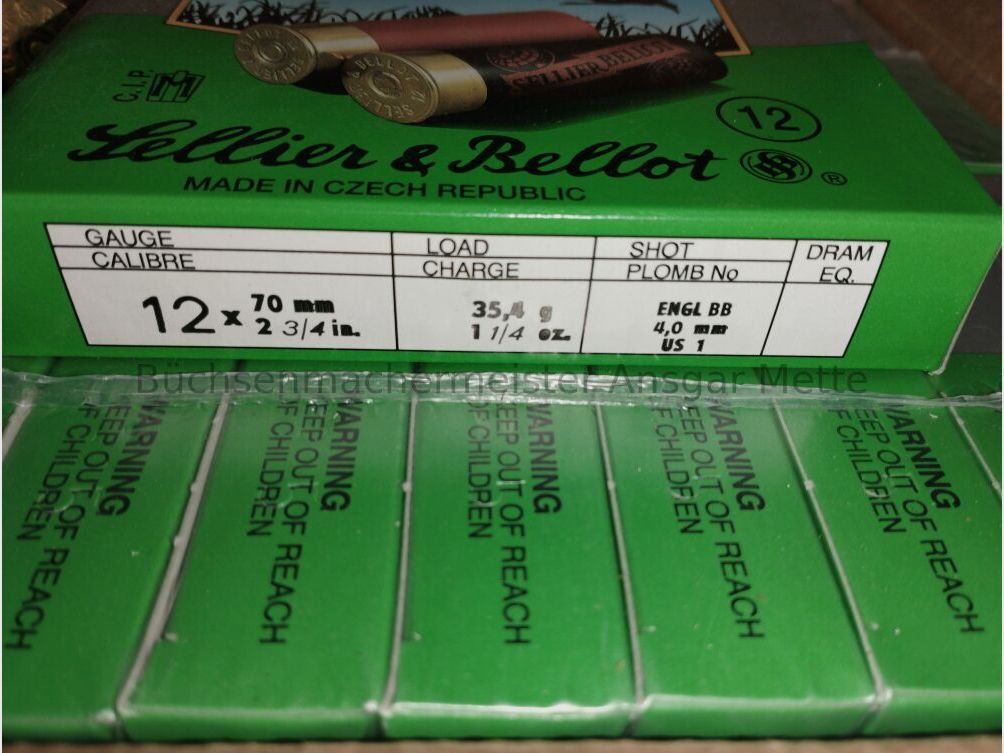 SELLIER BELLOT
C.I.P.
12
Sellier & Bellot ®
MADE IN CZECH REPUBLIC
GAUGE
CALIBRE
12 x 70 mm
2 3/4 in.
LOAD
CHARGE
35,4 g
1 1/4 oz.
SHOT
PLOMB No
ENGL BB
4,0 mm
US 1
DRAM
EQ.
Büchsenmachermeister Ansgar Mette
WARNING
KEEP OUT OF REACH
OF CHILDREN
WARNING
KEEP OUT OF REACH
OF CHILDREN
WARNING
KEEP OUT OF REACH
OF CHILDREN
WARNING
KEEP OUT OF REACH
OF CHILDREN
WARNING
KEEP OUT OF REACH
OF CHILDREN